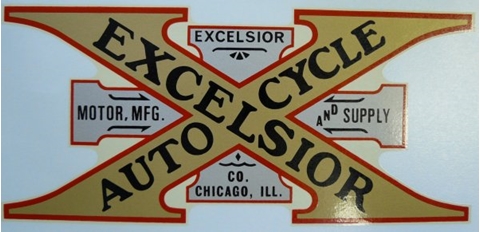 EXCELSIOR
EXCELSIOR
AUTO CYCLE
MOTOR, MFG.
AND SUPPLY
CO.
CHICAGO, ILL.